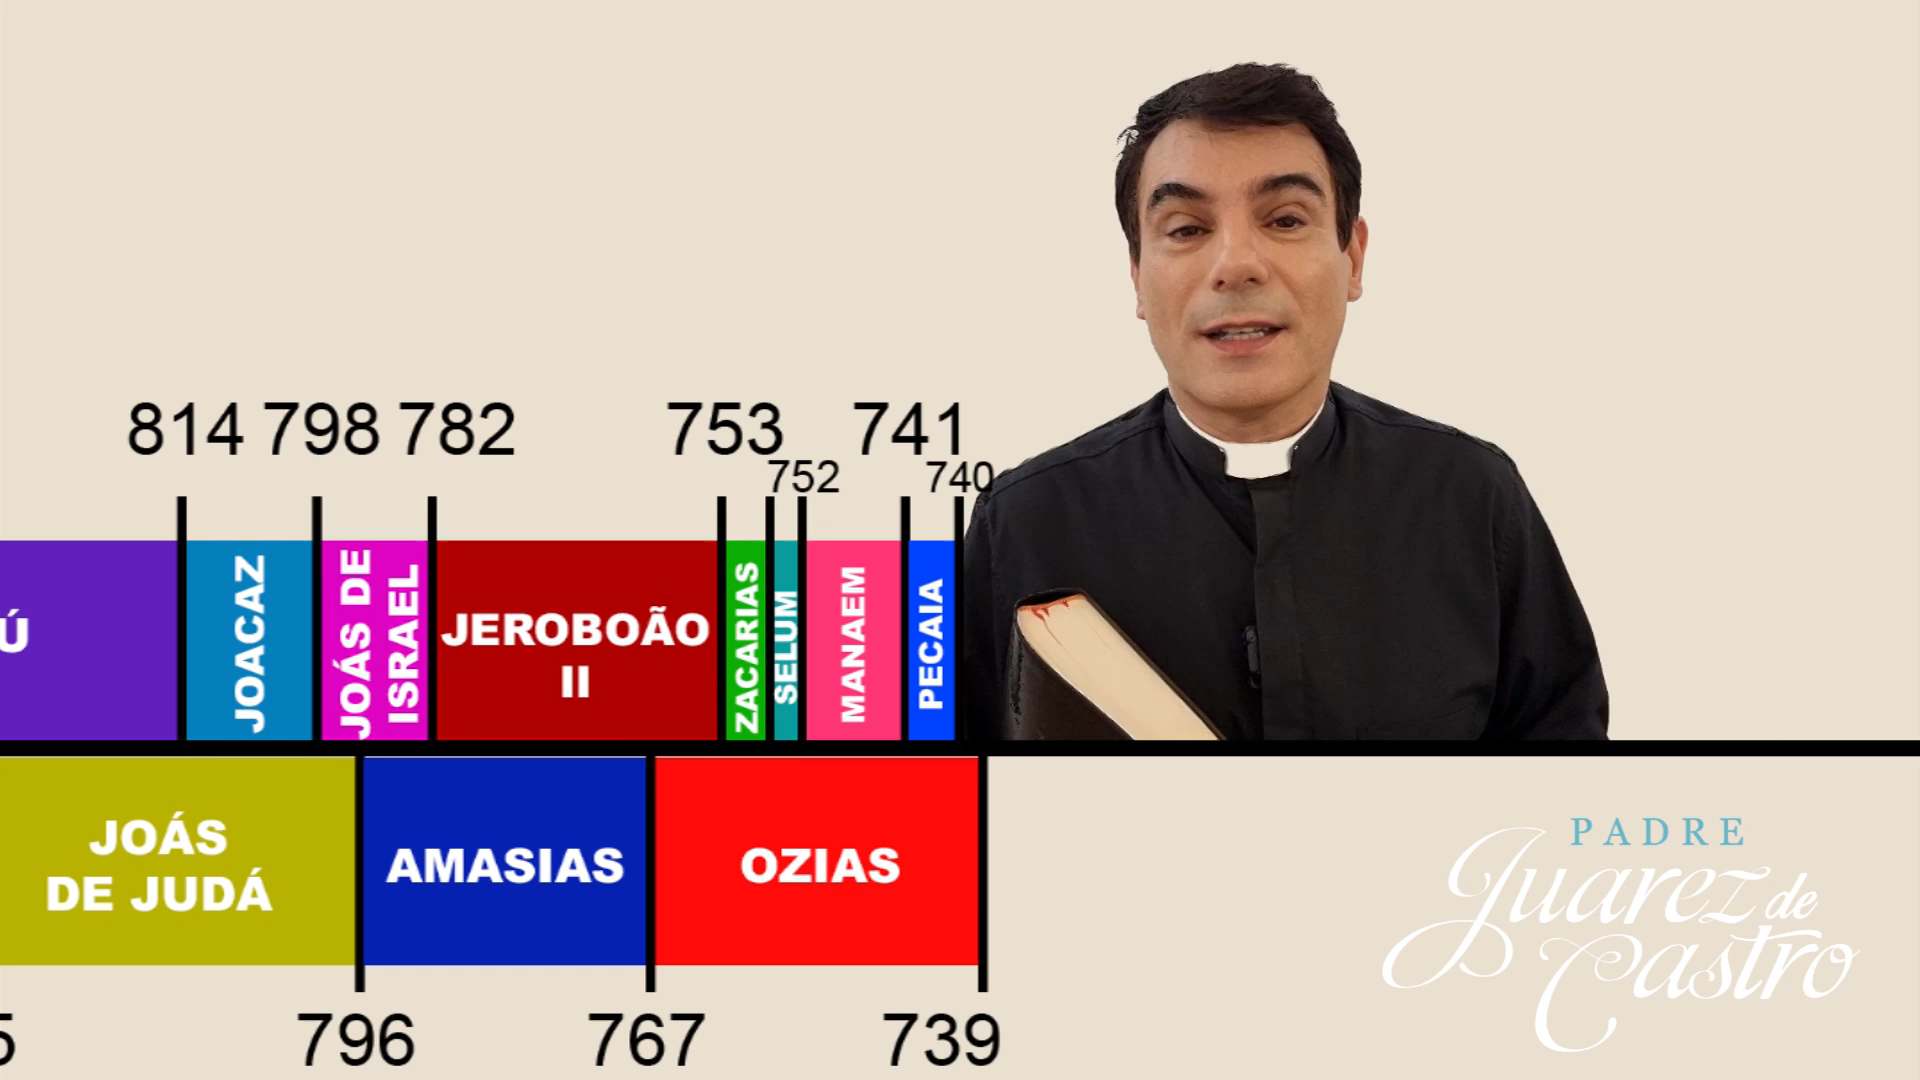 814 798 782 753 741
752 740
Ú
JOACAZ
JOÁS DE
ISRAEL
JEROBOÃO
II
ZACARIAS
SELUM
MANAEM
PECAIA
JOÁS
DE JUDÁ
AMASIAS
OZIAS
5 796 767 739
PADRE
Juarez de
Castro